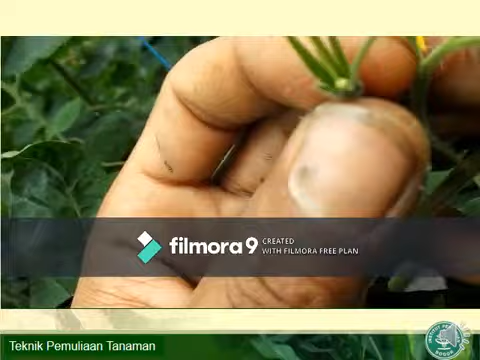 filmora9
CREATED
WITH FILMORA FREE PLAN
Teknik Pemuliaan Tanaman